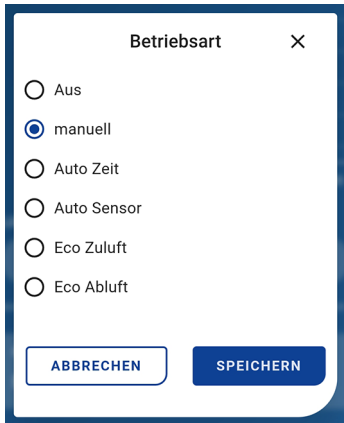 Betriebsart
Aus
manuell
Auto Zeit
Auto Sensor
Eco Zuluft
Eco Abluft
ABBRECHEN
SPEICHERN